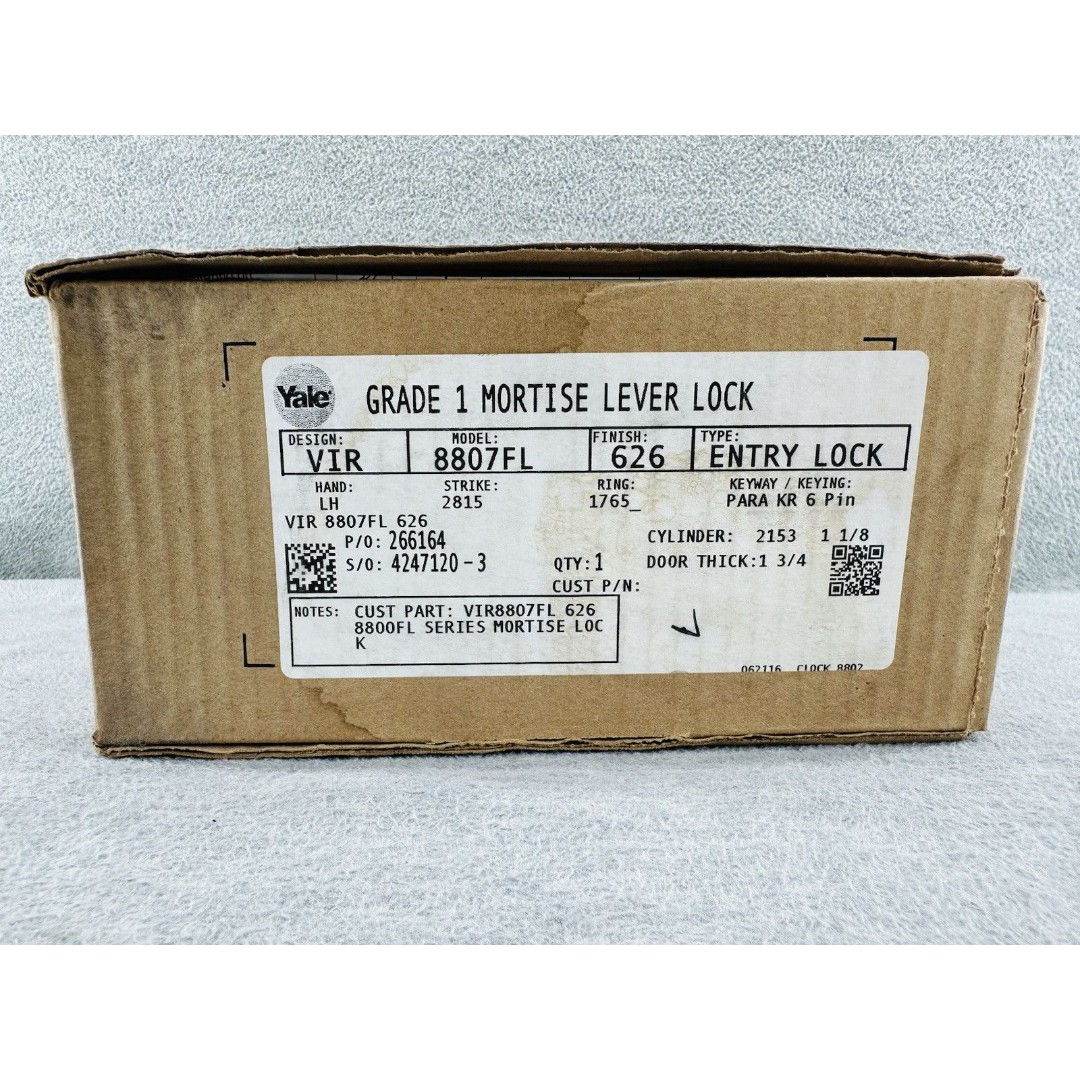 Yale
GRADE 1 MORTISE LEVER LOCK
DESIGN: MODEL: FINISH: TYPE:
VIR 8807FL 626 ENTRY LOCK
HAND: STRIKE: RING: KEYWAY / KEYING:
LH 2815 1765_ PARA KR 6 Pin
VIR 8807FL 626
P/O: 266164 CYLINDER: 2153 1 1/8
S/O: 4247120-3 QTY: 1 DOOR THICK: 1 3/4
CUST P/N:
NOTES: CUST PART: VIR8807FL 626
8800FL SERIES MORTISE LOC
K
062116 CLOCK 8802